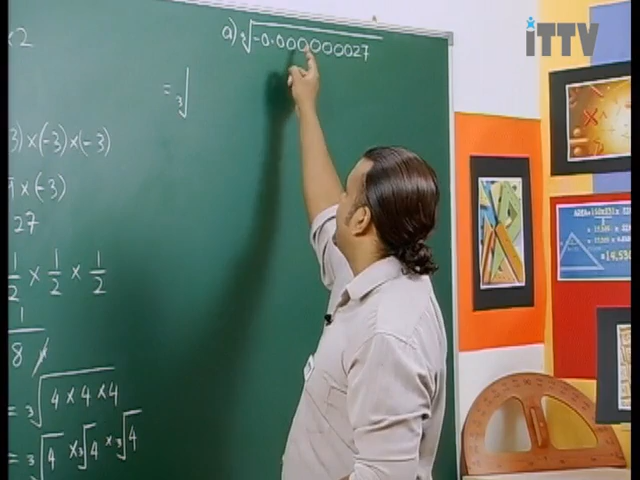 iTTV
×2
a) ∛-0.000000027
= ∛
3)×(-3)×(-3)
9×(-3)
27
1/2 × 1/2 × 1/2
1/8
= ∛4×4×4
= ∛4 × ∛4 × ∛4